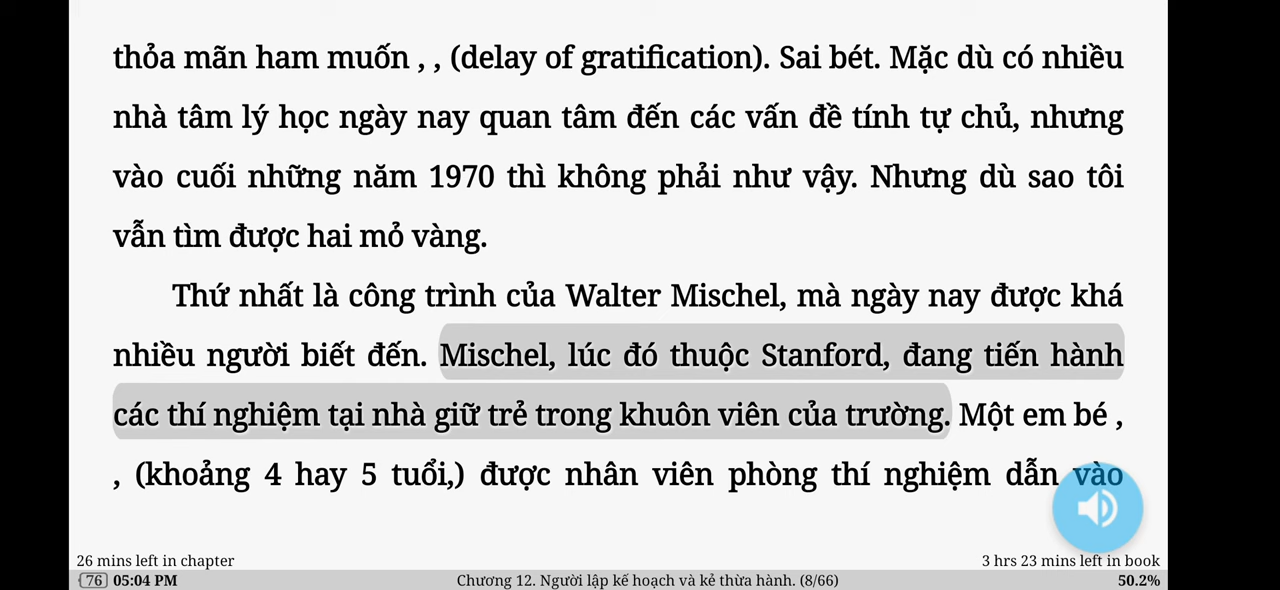 thỏa mãn ham muốn , , (delay of gratification). Sai bét. Mặc dù có nhiều
nhà tâm lý học ngày nay quan tâm đến các vấn đề tính tự chủ, nhưng
vào cuối những năm 1970 thì không phải như vậy. Nhưng dù sao tôi
vẫn tìm được hai mỏ vàng.
Thứ nhất là công trình của Walter Mischel, mà ngày nay được khá
nhiều người biết đến. Mischel, lúc đó thuộc Stanford, đang tiến hành
các thí nghiệm tại nhà giữ trẻ trong khuôn viên của trường. Một em bé ,
, (khoảng 4 hay 5 tuổi,) được nhân viên phòng thí nghiệm dẫn vào
26 mins left in chapter
3 hrs 23 mins left in book
76 05:04 PM
Chương 12. Người lập kế hoạch và kẻ thừa hành. (8/66)
50.2%